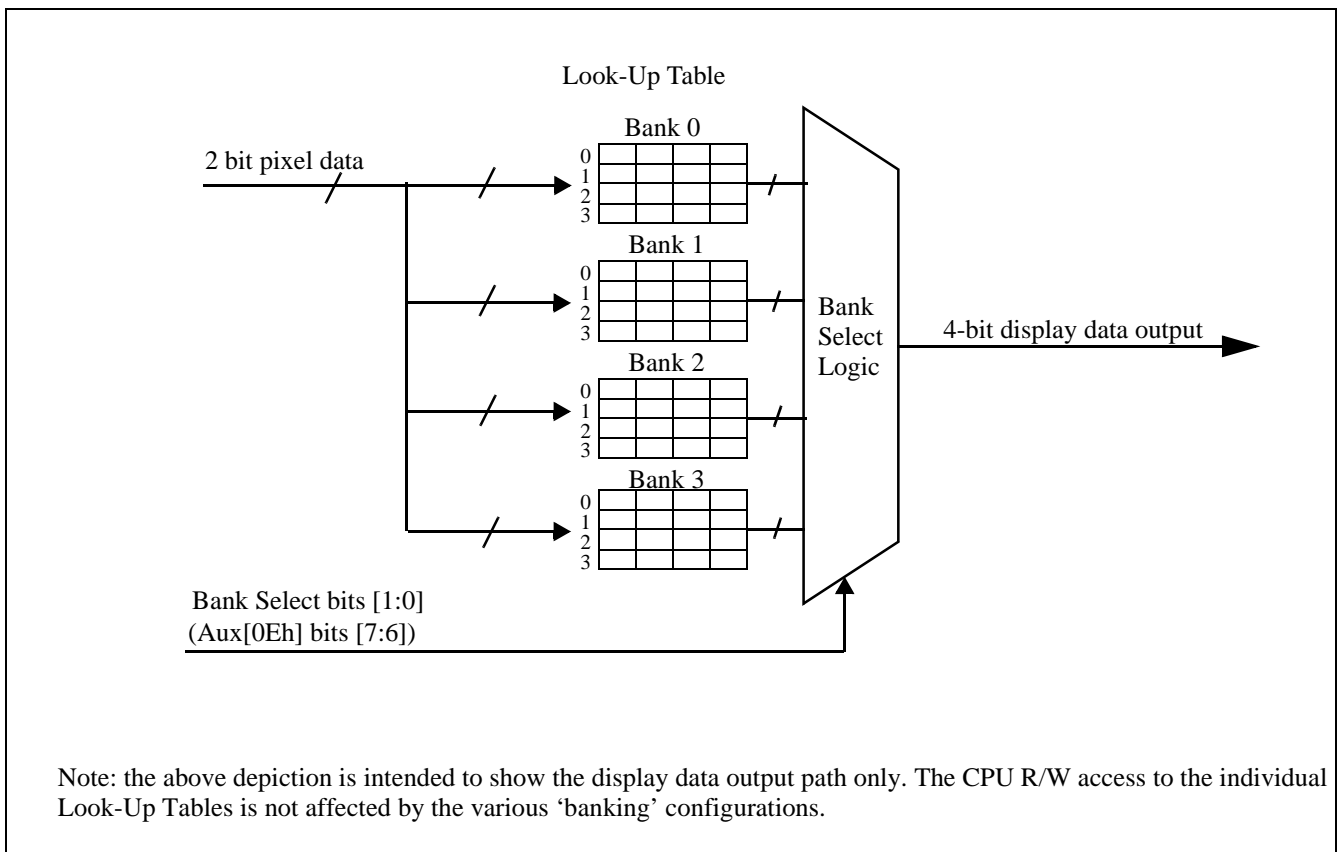 Look-Up Table
Bank 0
2 bit pixel data
0
1
2
3
Bank 1
0
1
2
3
Bank 2
0
1
2
3
Bank 3
0
1
2
3
Bank
Select
Logic
4-bit display data output
Bank Select bits [1:0]
(Aux[0Eh] bits [7:6])
Note: the above depiction is intended to show the display data output path only. The CPU R/W access to the individual
Look-Up Tables is not affected by the various ‘banking’ configurations.